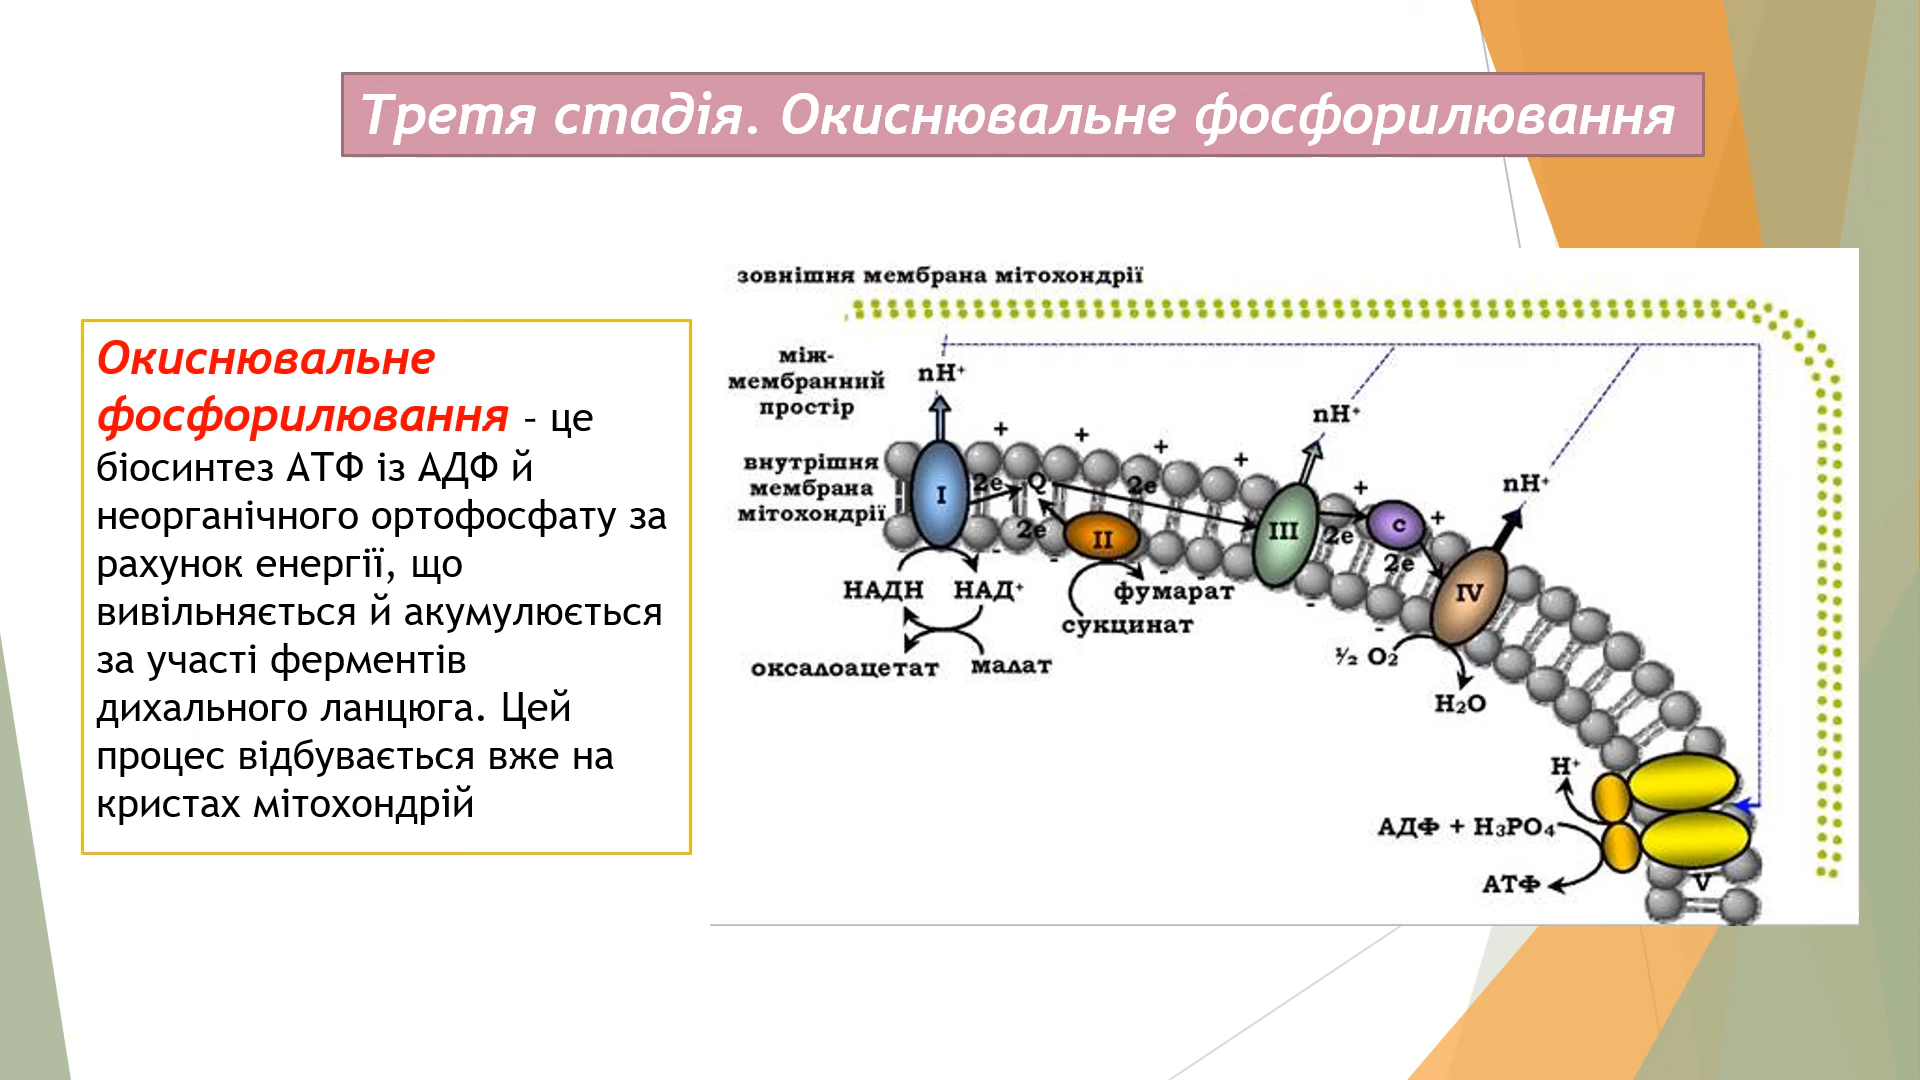 Третя стадія. Окиснювальне фосфорилювання
Окиснювальне
фосфорилювання – це
біосинтез АТФ із АДФ й
неорганічного ортофосфату за
рахунок енергії, що
вивільняється й акумулюється
за участі ферментів
дихального ланцюга. Цей
процес відбувається вже на
кристах мітохондрій
зовнішня мембрана мітохондрії
між-
мембранний
простір
nH⁺
nH⁺
nH⁺
внутрішня
мембрана
мітохондрії
+
+
+
+
+
+
I
2e
Q
2e
2e
II
III
2e
c
2e
IV
-
-
-
-
-
-
НАДН
НАД⁺
фумарат
сукцинат
оксалоацетат
малат
½ O₂
H₂O
H⁺
АДФ + H₃PO₄
АТФ
V